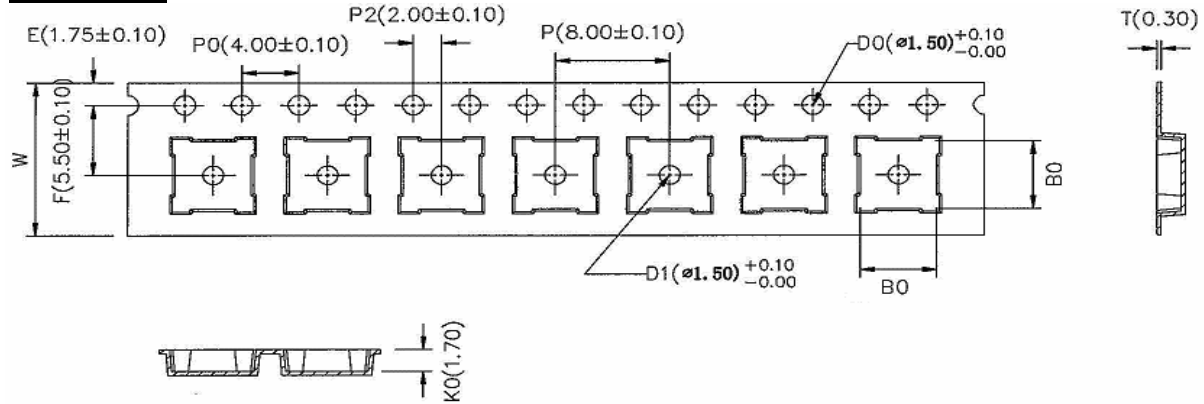 P2(2.00±0.10)
T(0.30)
E(1.75±0.10)
P0(4.00±0.10)
P(8.00±0.10)
D0(⌀1.50)+0.10
-0.00
W
F(5.50±0.10)
B0
D1(⌀1.50)+0.10
-0.00
B0
K0(1.70)